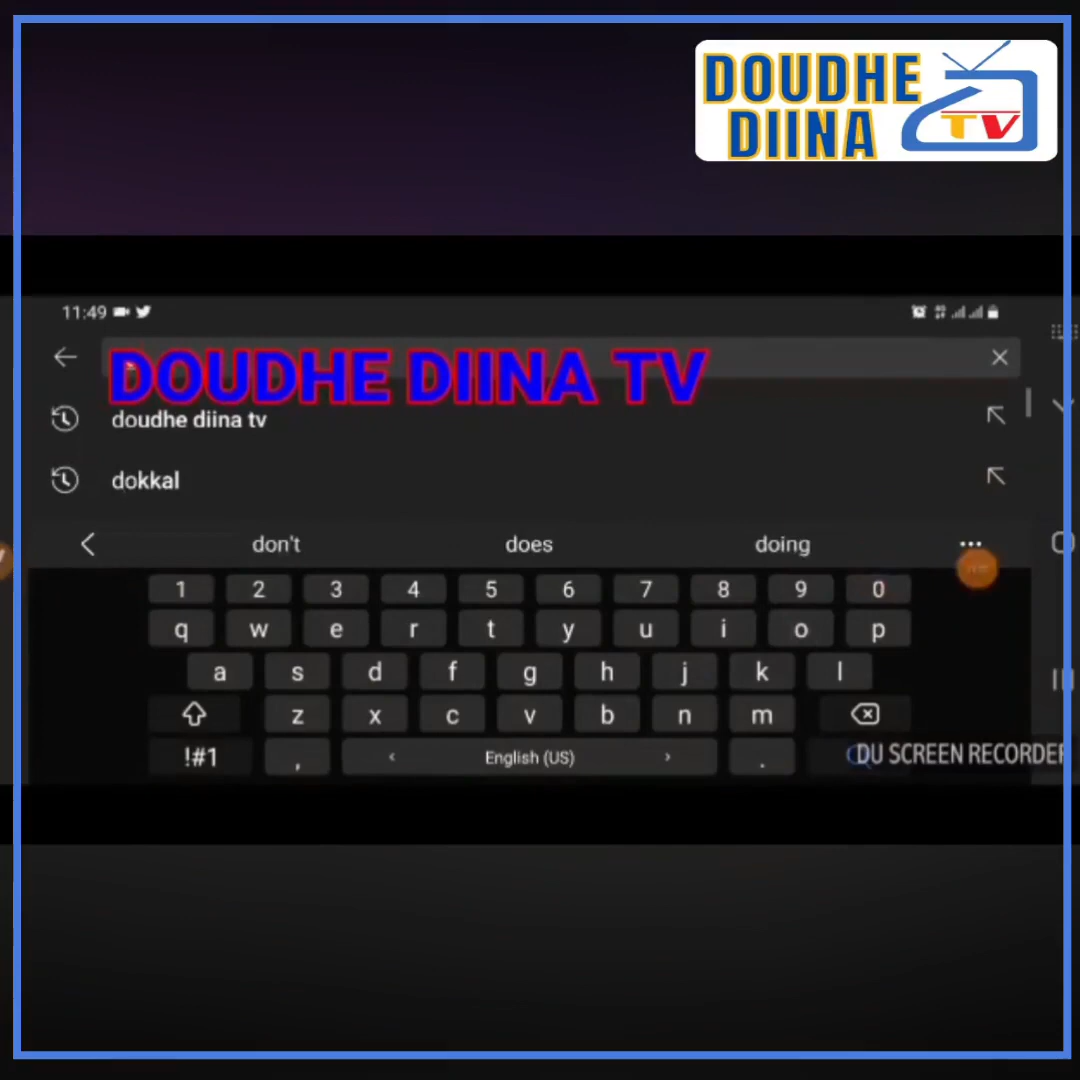 DOUDHE
DIINA
TV
11:49
DOUDHE DIINA TV
doudhe diina tv
dokkal
don't does doing
1 2 3 4 5 6 7 8 9 0
q w e r t y u i o p
a s d f g h j k l
z x c v b n m
!#1 , English (US) .
DU SCREEN RECORDER